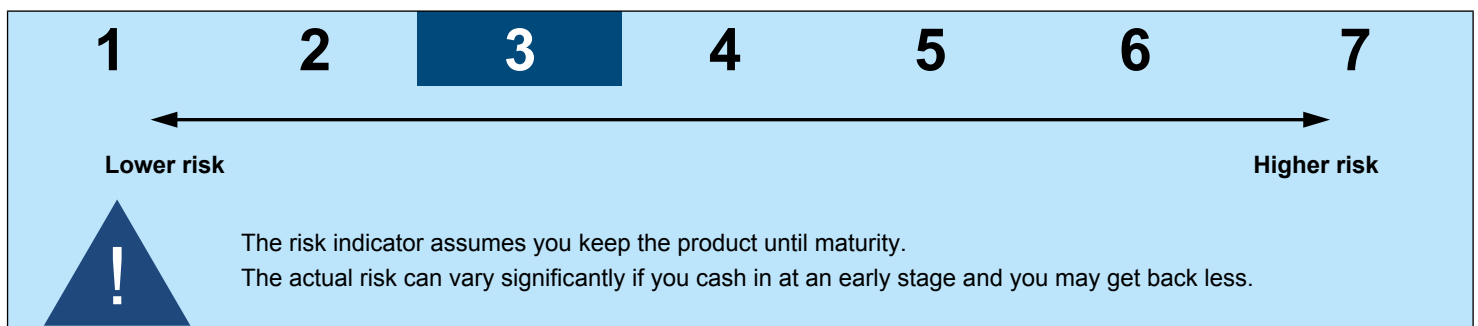 1 2 3 4 5 6 7
Lower risk Higher risk
!
The risk indicator assumes you keep the product until maturity.
The actual risk can vary significantly if you cash in at an early stage and you may get back less.